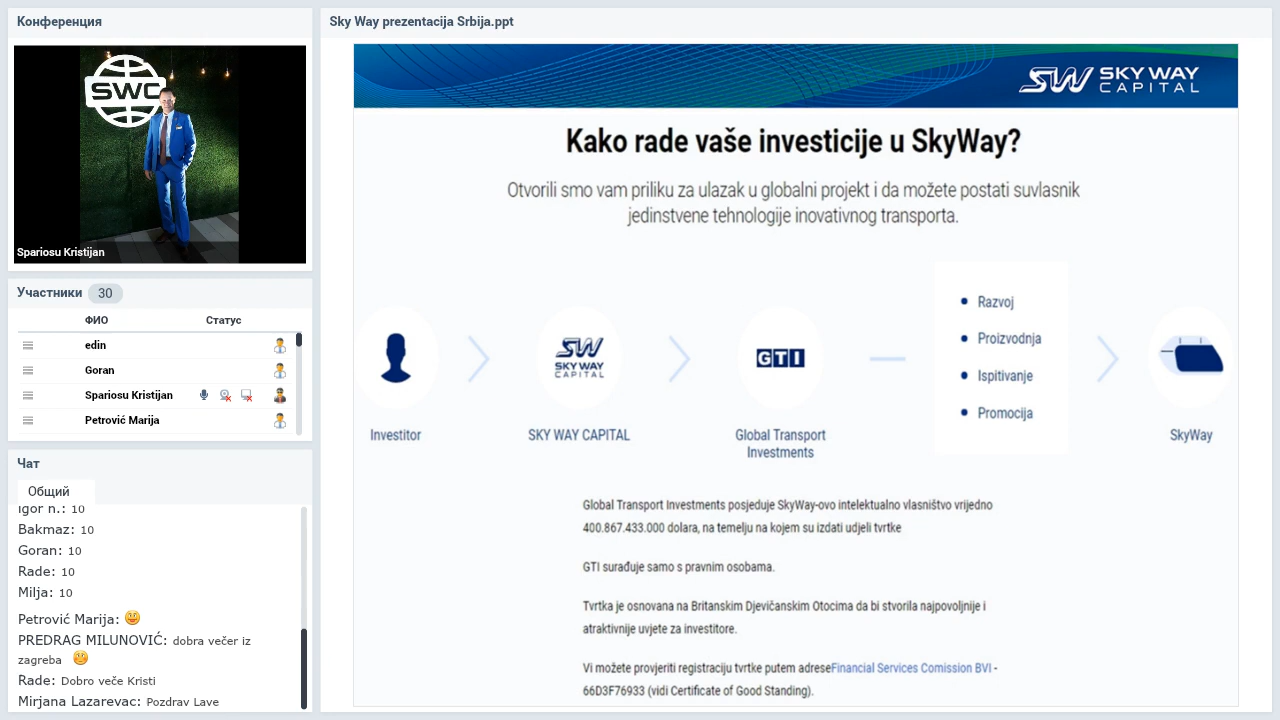 Конференция
SWC
Spariosu Kristijan
Участники 30
ФИО Статус
edin
Goran
Spariosu Kristijan
Petrović Marija
Чат
Общий
igor n.: 10
Bakmaz: 10
Goran: 10
Rade: 10
Milja: 10
Petrović Marija:
PREDRAG MILUNOVIĆ: dobra večer iz
zagreba
Rade: Dobro veče Kristi
Mirjana Lazarevac: Pozdrav Lave
Sky Way prezentacija Srbija.ppt
SW SKY WAY
CAPITAL
Kako rade vaše investicije u SkyWay?
Otvorili smo vam priliku za ulazak u globalni projekt i da možete postati suvlasnik
jedinstvene tehnologije inovativnog transporta.
SW
SKY WAY
CAPITAL
GTI
Razvoj
Proizvodnja
Ispitivanje
Promocija
Investitor
SKY WAY CAPITAL
Global Transport
Investments
SkyWay
Global Transport Investments posjeduje SkyWay-ovo intelektualno vlasništvo vrijedno
400.867.433.000 dolara, na temelju na kojem su izdati udjeli tvrtke
GTI surađuje samo s pravnim osobama.
Tvrtka je osnovana na Britanskim Djevičanskim Otocima da bi stvorila najpovoljnije i
atraktivnije uvjete za investitore.
Vi možete provjeriti registraciju tvrtke putem adreseFinancial Services Comission BVI -
66D3F76933 (vidi Certificate of Good Standing).